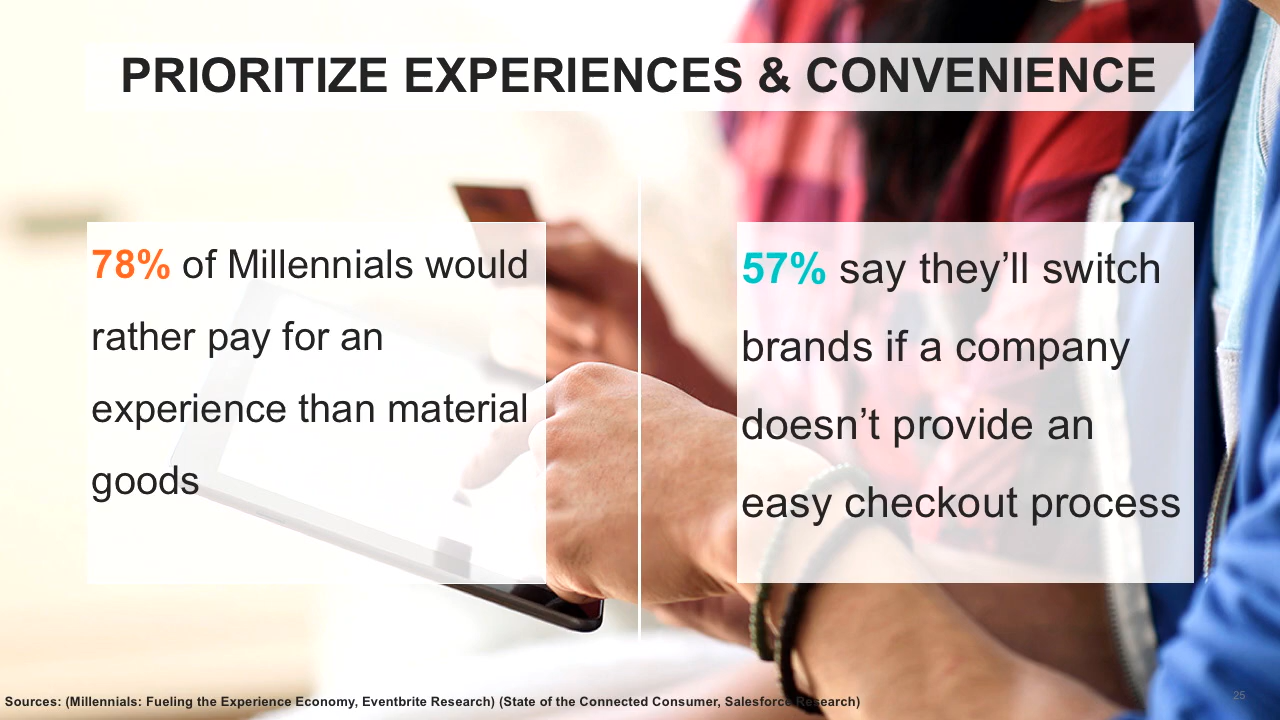 PRIORITIZE EXPERIENCES & CONVENIENCE
78% of Millennials would
rather pay for an
experience than material
goods
57% say they’ll switch
brands if a company
doesn’t provide an
easy checkout process
Sources: (Millennials: Fueling the Experience Economy, Eventbrite Research) (State of the Connected Consumer, Salesforce Research)
25